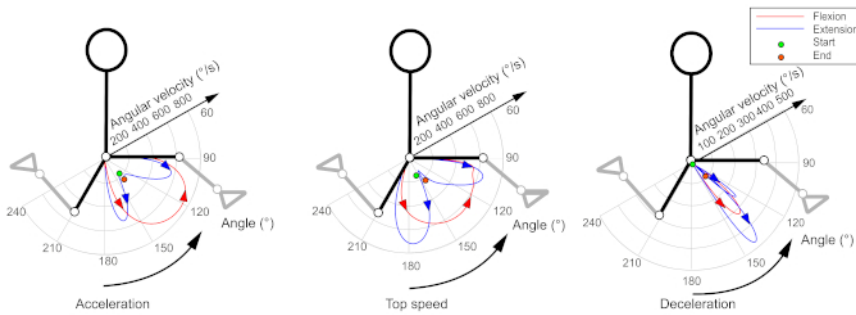 Flexion
Extension
Start
End
Angular velocity (°/s)
200 400 600 800
60
90
120
150
180
210
240
Angle (°)
Acceleration
Angular velocity (°/s)
200 400 600 800
60
90
120
150
180
210
240
Angle (°)
Top speed
Angular velocity (°/s)
100 200 300 400 500
60
90
120
150
180
210
240
Angle (°)
Deceleration